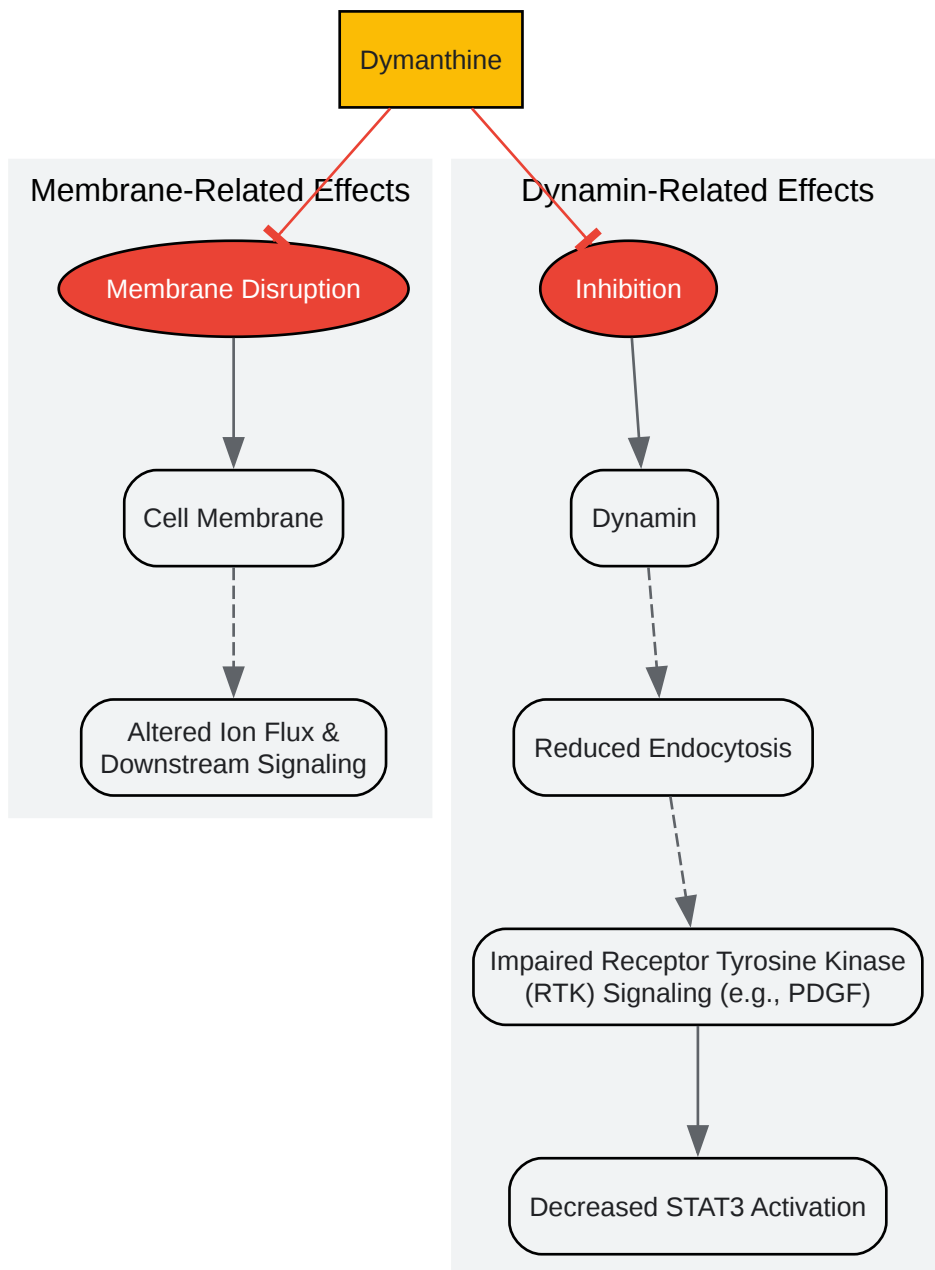 Dymanthine
Membrane-Related Effects
Membrane Disruption
Cell Membrane
Altered Ion Flux &
Downstream Signaling
Dynamin-Related Effects
Inhibition
Dynamin
Reduced Endocytosis
Impaired Receptor Tyrosine Kinase
(RTK) Signaling (e.g., PDGF)
Decreased STAT3 Activation